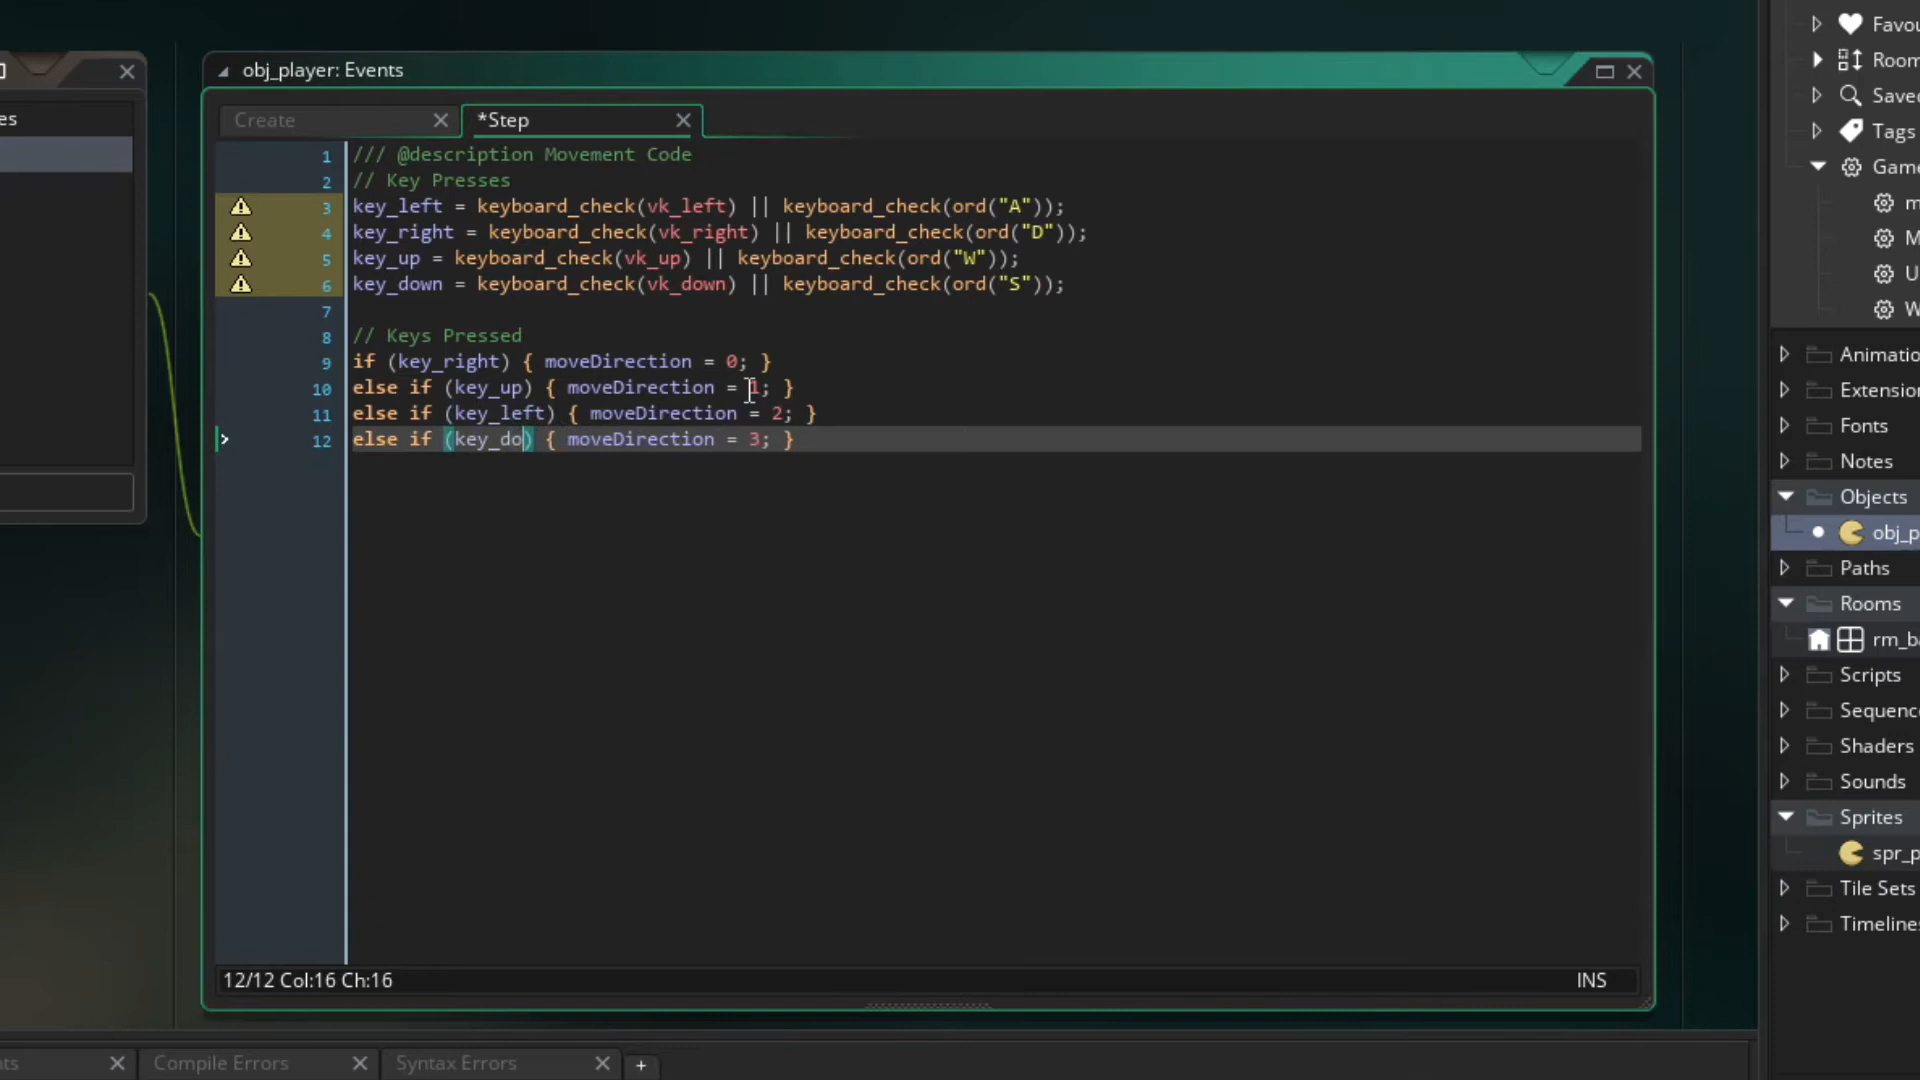 obj_player: Events
Create
*Step
1 /// @description Movement Code
2 // Key Presses
3 key_left = keyboard_check(vk_left) || keyboard_check(ord("A"));
4 key_right = keyboard_check(vk_right) || keyboard_check(ord("D"));
5 key_up = keyboard_check(vk_up) || keyboard_check(ord("W"));
6 key_down = keyboard_check(vk_down) || keyboard_check(ord("S"));
7
8 // Keys Pressed
9 if (key_right) { moveDirection = 0; }
10 else if (key_up) { moveDirection = 1; }
11 else if (key_left) { moveDirection = 2; }
12 else if (key_do) { moveDirection = 3; }
12/12 Col:16 Ch:16
INS
es
nts
Compile Errors
Syntax Errors
+
Favou
Room
Save
Tags
Game
m
M
U
W
Animatio
Extension
Fonts
Notes
Objects
obj_p
Paths
Rooms
rm_ba
Scripts
Sequenc
Shaders
Sounds
Sprites
spr_p
Tile Sets
Timeline